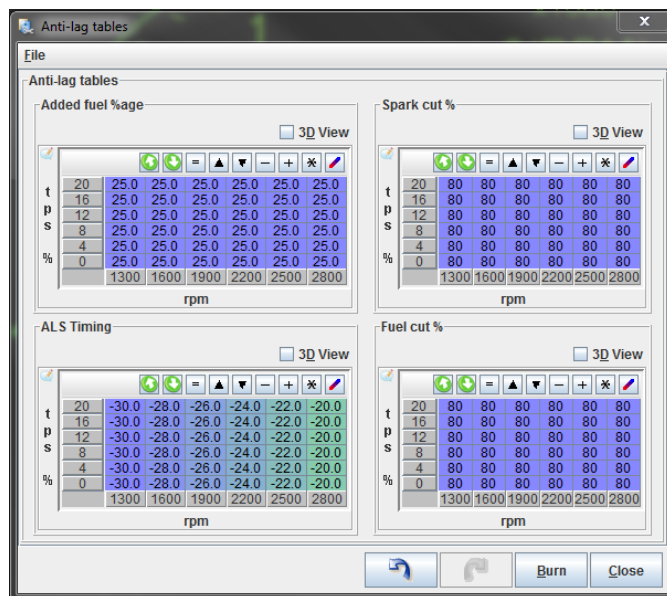 Anti-lag tables
File
Anti-lag tables
Added fuel %age
3D View
= - + *
t p s %
20 25.0 25.0 25.0 25.0 25.0 25.0
16 25.0 25.0 25.0 25.0 25.0 25.0
12 25.0 25.0 25.0 25.0 25.0 25.0
8 25.0 25.0 25.0 25.0 25.0 25.0
4 25.0 25.0 25.0 25.0 25.0 25.0
0 25.0 25.0 25.0 25.0 25.0 25.0
1300 1600 1900 2200 2500 2800
rpm
Spark cut %
3D View
= - + *
t p s %
20 80 80 80 80 80 80
16 80 80 80 80 80 80
12 80 80 80 80 80 80
8 80 80 80 80 80 80
4 80 80 80 80 80 80
0 80 80 80 80 80 80
1300 1600 1900 2200 2500 2800
rpm
ALS Timing
3D View
= - + *
t p s %
20 -30.0 -28.0 -26.0 -24.0 -22.0 -20.0
16 -30.0 -28.0 -26.0 -24.0 -22.0 -20.0
12 -30.0 -28.0 -26.0 -24.0 -22.0 -20.0
8 -30.0 -28.0 -26.0 -24.0 -22.0 -20.0
4 -30.0 -28.0 -26.0 -24.0 -22.0 -20.0
0 -30.0 -28.0 -26.0 -24.0 -22.0 -20.0
1300 1600 1900 2200 2500 2800
rpm
Fuel cut %
3D View
= - + *
t p s %
20 80 80 80 80 80 80
16 80 80 80 80 80 80
12 80 80 80 80 80 80
8 80 80 80 80 80 80
4 80 80 80 80 80 80
0 80 80 80 80 80 80
1300 1600 1900 2200 2500 2800
rpm
Burn
Close